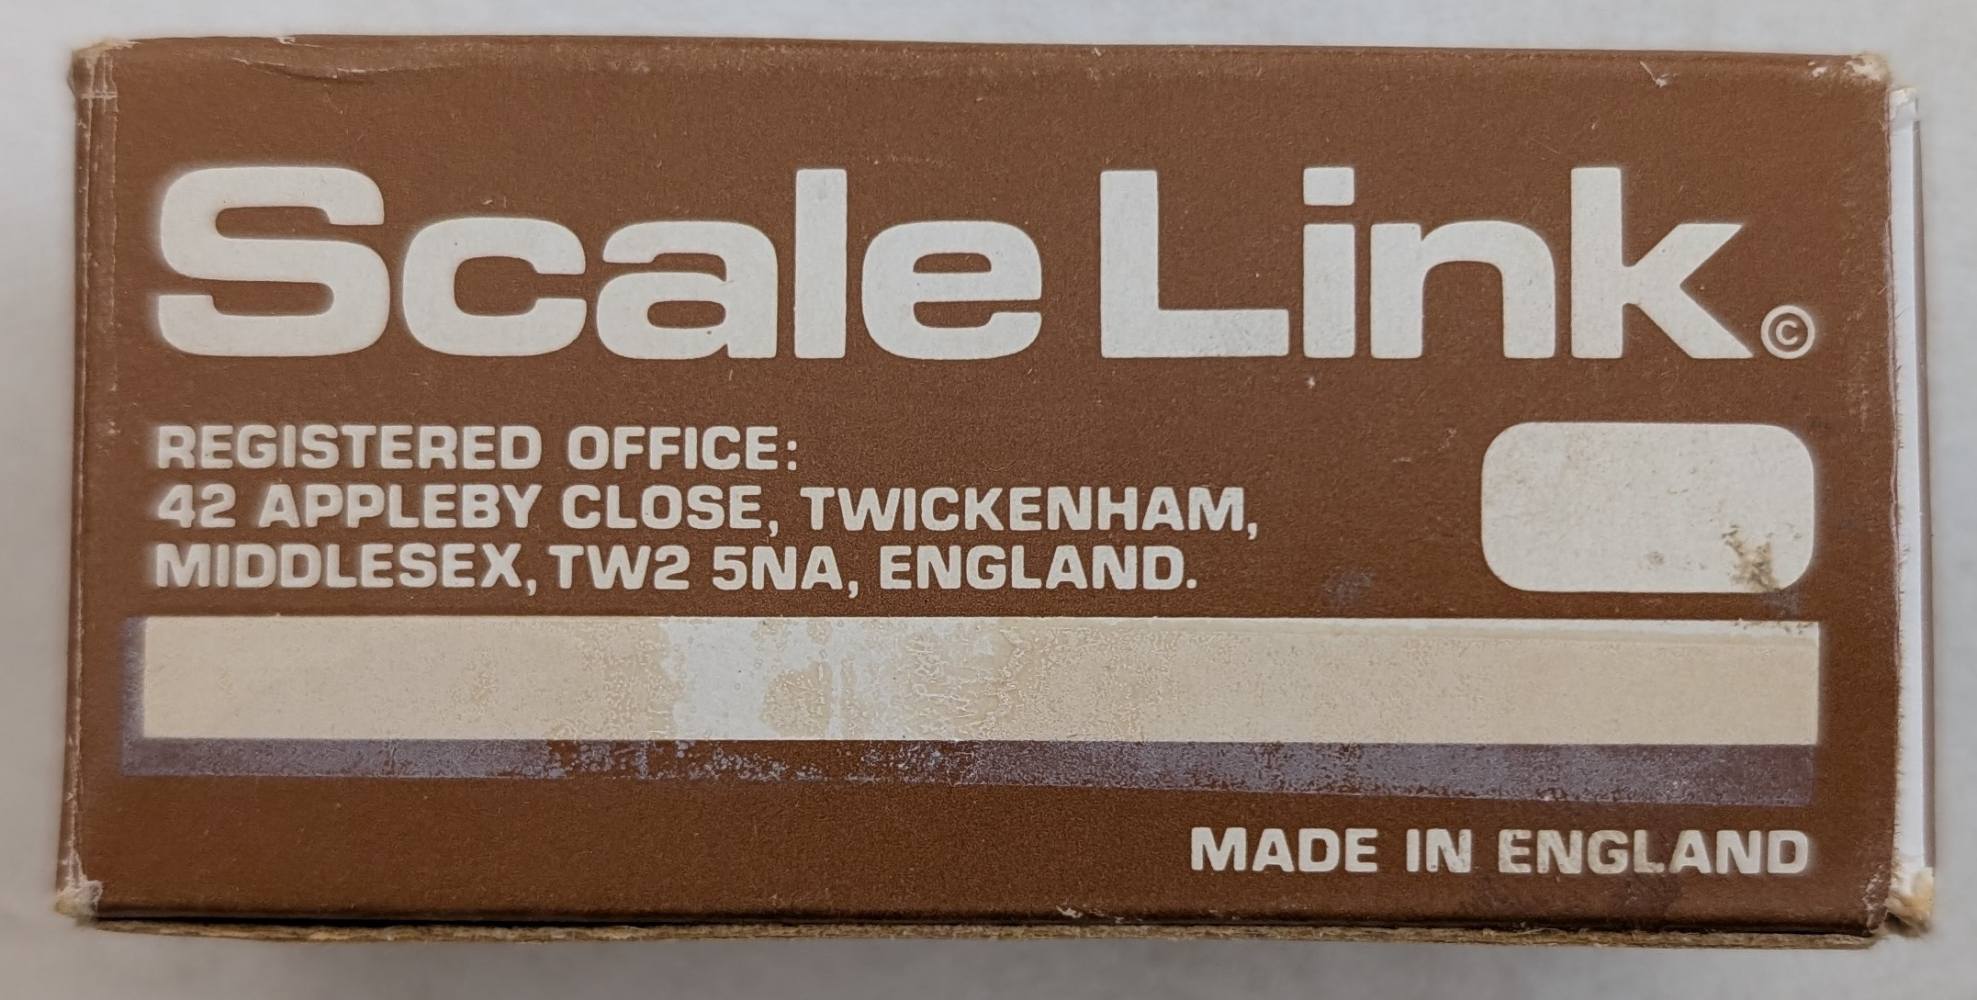 Scale Link ©
REGISTERED OFFICE:
42 APPLEBY CLOSE, TWICKENHAM,
MIDDLESEX, TW2 5NA, ENGLAND.
MADE IN ENGLAND